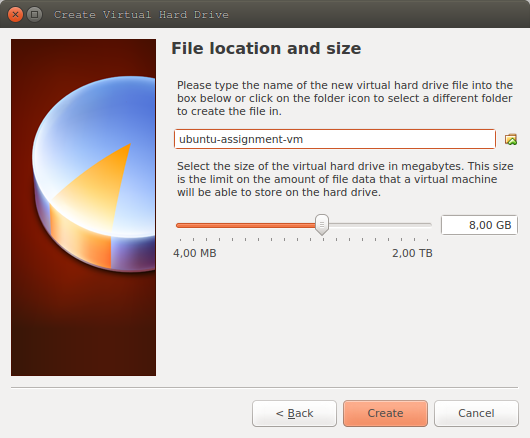 Create Virtual Hard Drive
File location and size
Please type the name of the new virtual hard drive file into the
box below or click on the folder icon to select a different folder
to create the file in.
ubuntu-assignment-vm
Select the size of the virtual hard drive in megabytes. This size
is the limit on the amount of file data that a virtual machine
will be able to store on the hard drive.
8,00 GB
4,00 MB 2,00 TB
< Back Create Cancel